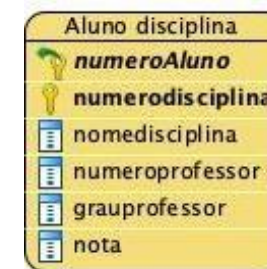 Aluno disciplina
numeroAluno
numerodisciplina
nomedisciplina
numeroprofessor
grauprofessor
nota